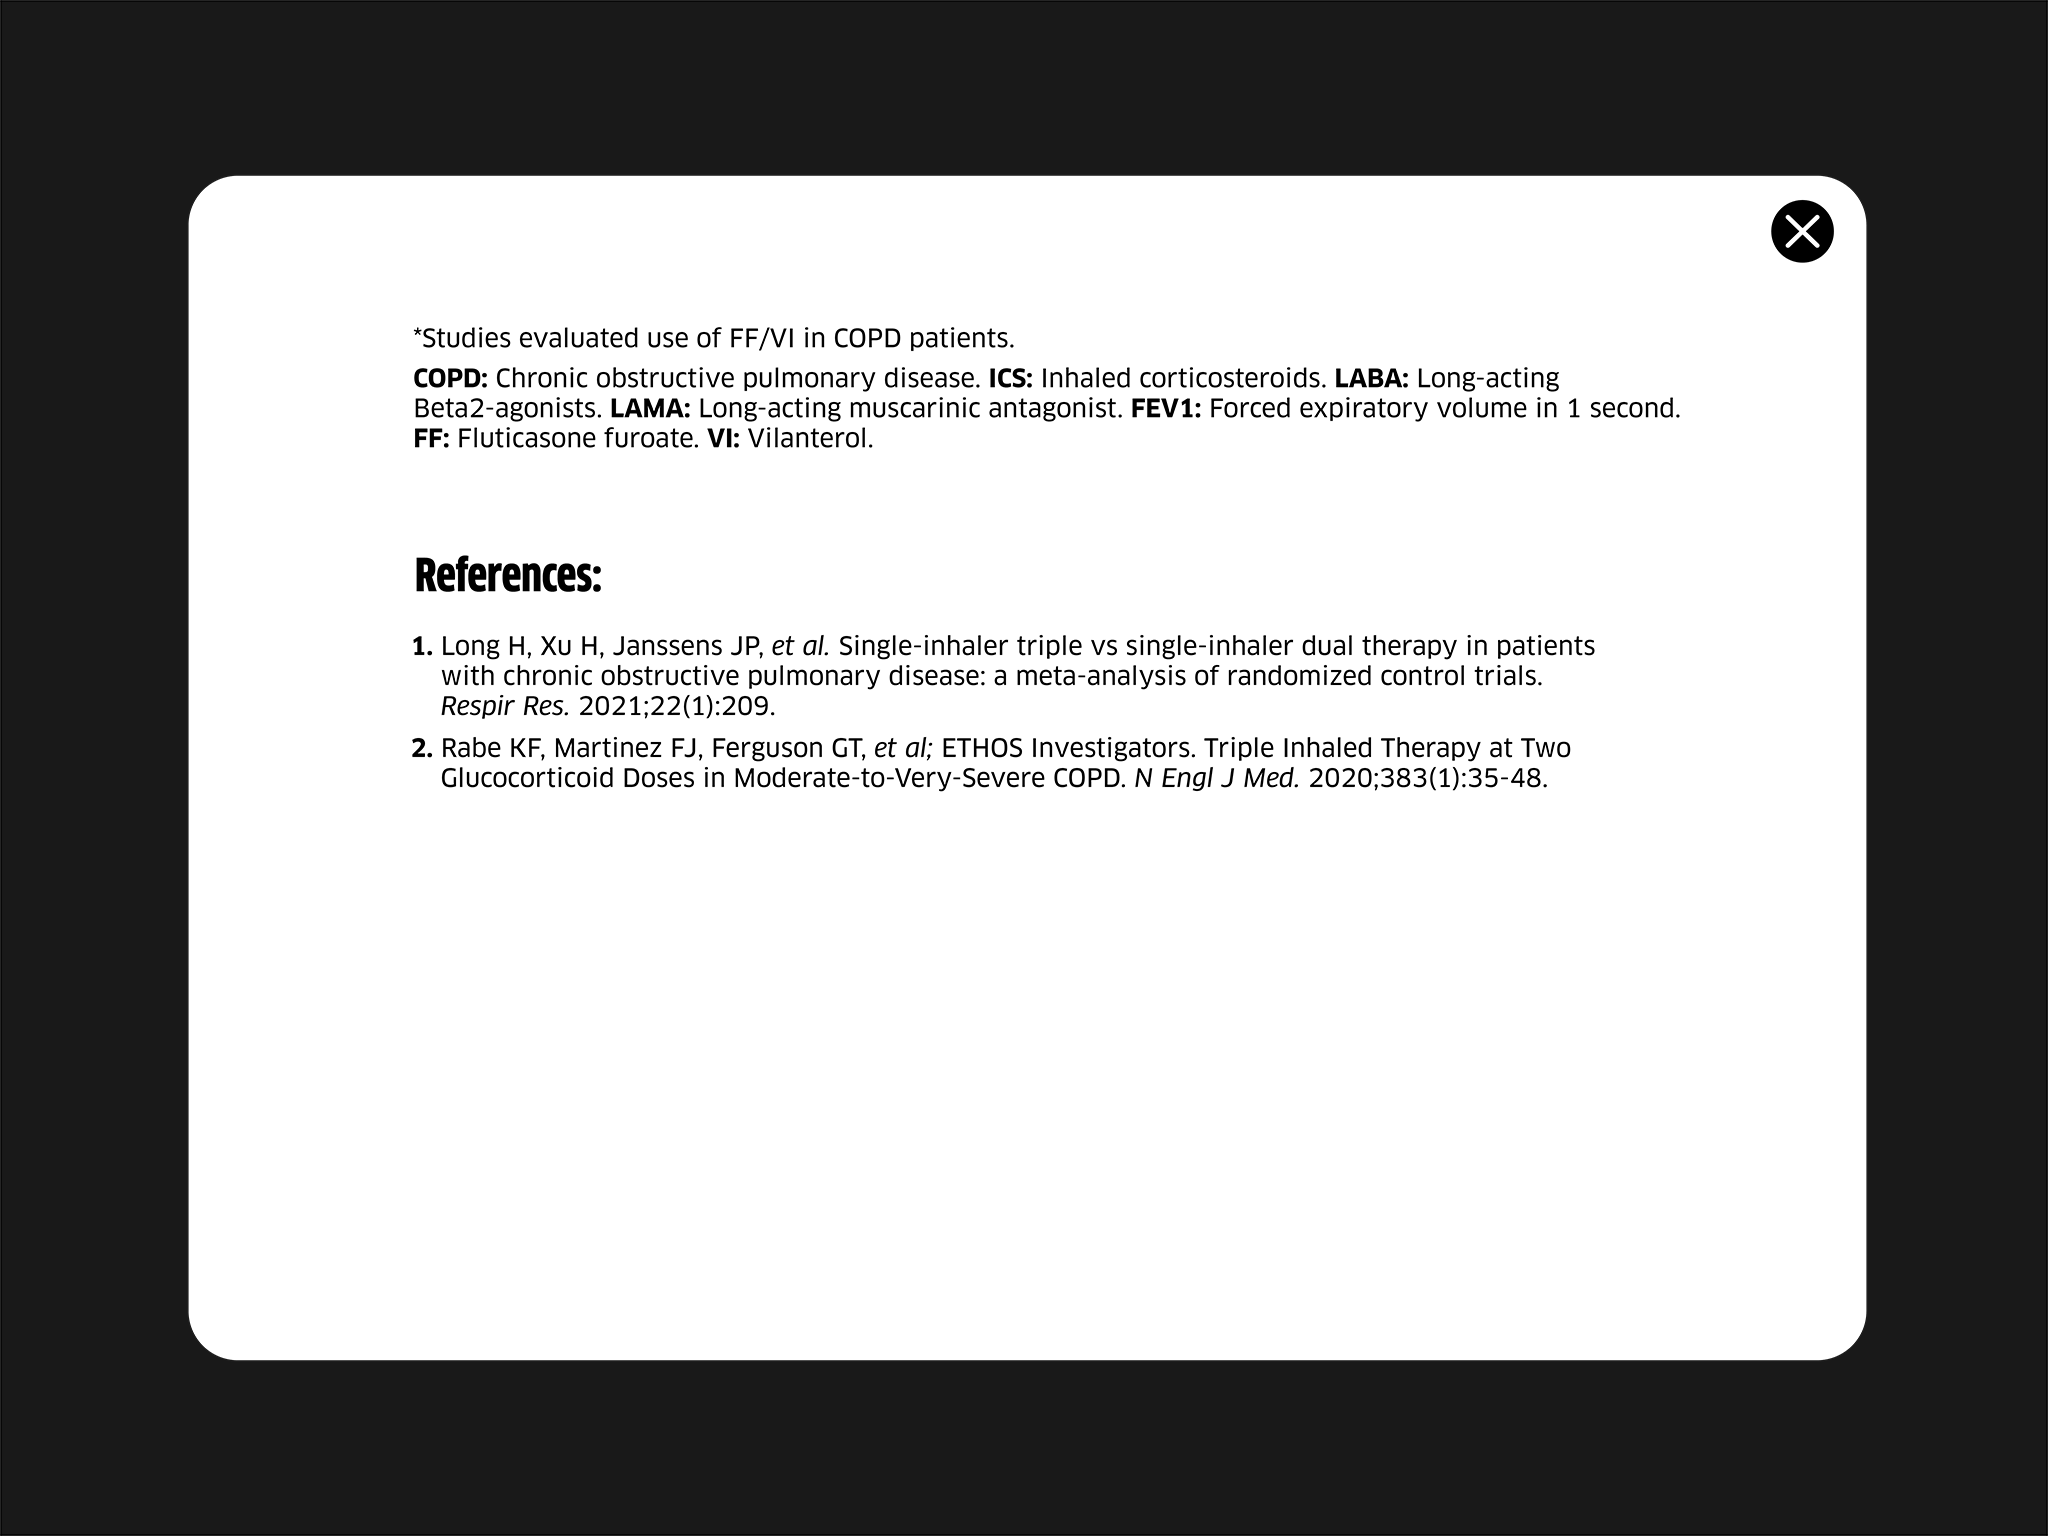 *Studies evaluated use of FF/VI in COPD patients.
COPD: Chronic obstructive pulmonary disease. ICS: Inhaled corticosteroids. LABA: Long-acting
Beta2-agonists. LAMA: Long-acting muscarinic antagonist. FEV1: Forced expiratory volume in 1 second.
FF: Fluticasone furoate. VI: Vilanterol.
References:
1. Long H, Xu H, Janssens JP, et al. Single-inhaler triple vs single-inhaler dual therapy in patients
with chronic obstructive pulmonary disease: a meta-analysis of randomized control trials.
Respir Res. 2021;22(1):209.
2. Rabe KF, Martinez FJ, Ferguson GT, et al; ETHOS Investigators. Triple Inhaled Therapy at Two
Glucocorticoid Doses in Moderate-to-Very-Severe COPD. N Engl J Med. 2020;383(1):35-48.